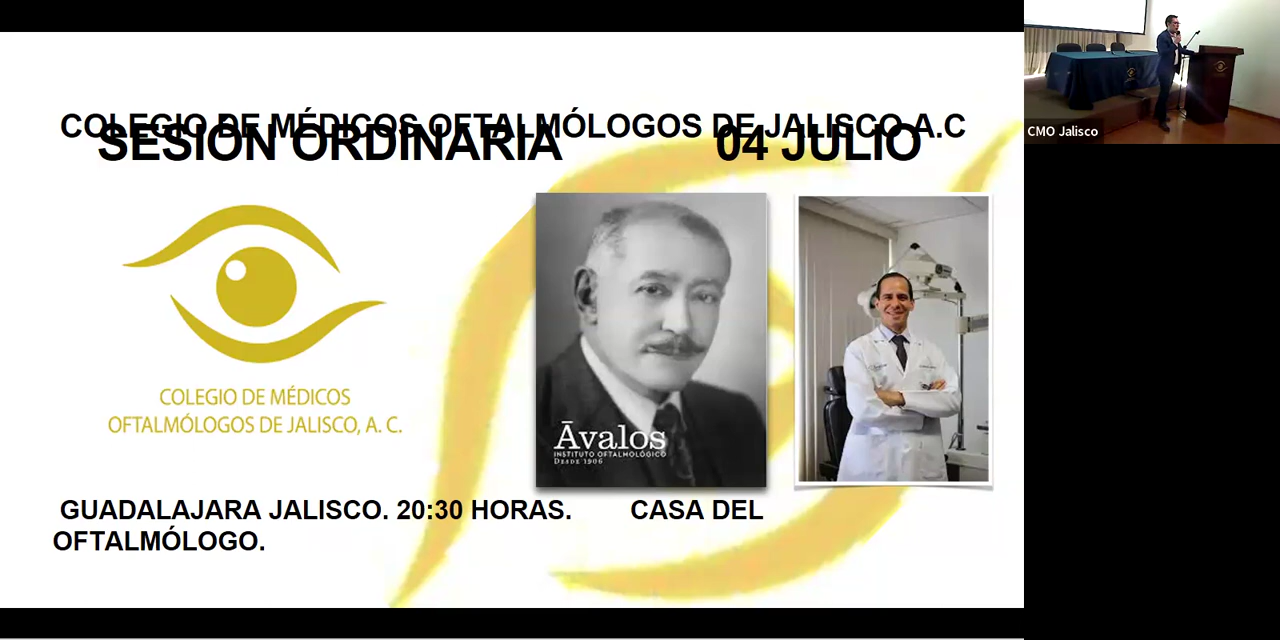 COLEGIO DE MÉDICOS OFTALMÓLOGOS DE JALISCO A.C
SESION ORDINARIA 04 JULIO
CMO Jalisco
COLEGIO DE MÉDICOS
OFTALMÓLOGOS DE JALISCO, A. C.
Āvalos
INSTITUTO OFTALMOLÓGICO
DESDE 1906
GUADALAJARA JALISCO. 20:30 HORAS. CASA DEL
OFTALMÓLOGO.